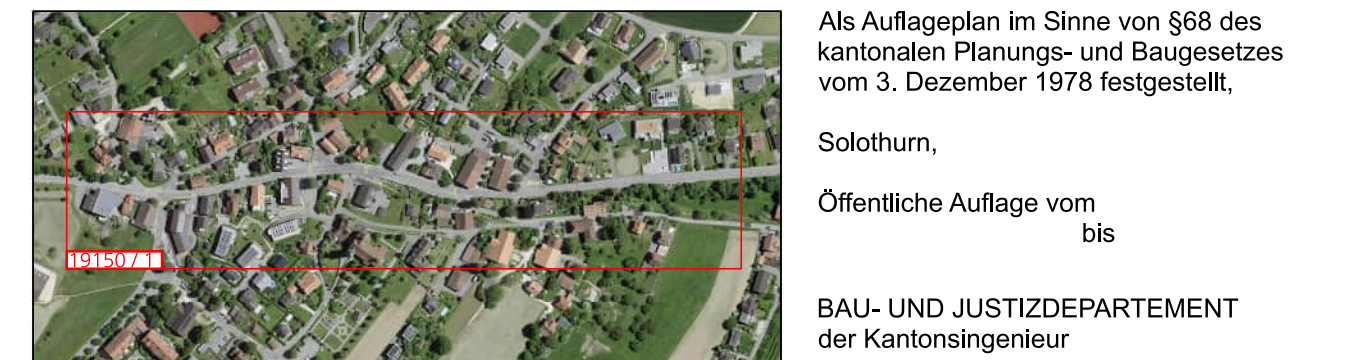 19150 / 1
Als Auflageplan im Sinne von §68 des
kantonalen Planungs- und Baugesetzes
vom 3. Dezember 1978 festgestellt,
Solothurn,
Öffentliche Auflage vom
bis
BAU- UND JUSTIZDEPARTEMENT
der Kantonsingenieur